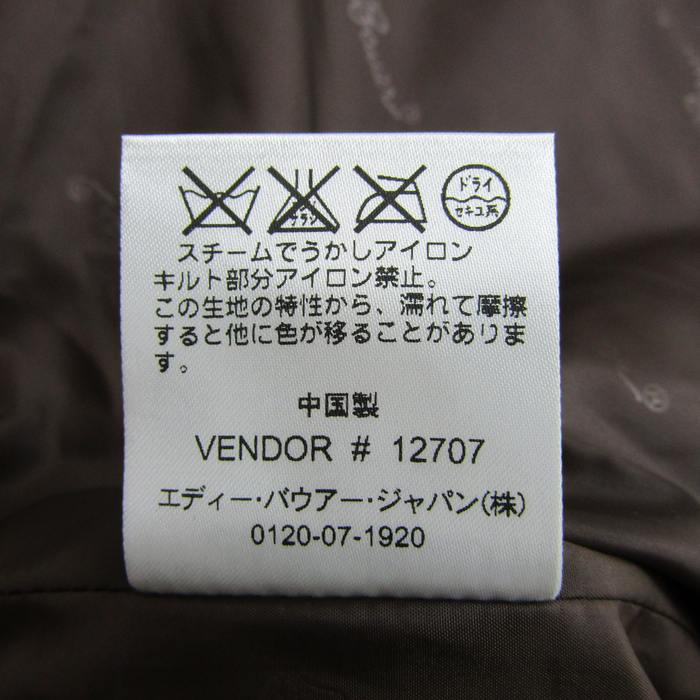 ドライ
セキユ系
スチームでうかしアイロン
キルト部分アイロン禁止。
この生地の特性から、濡れて摩擦
すると他に色が移ることがありま
す。
中国製
VENDOR # 12707
エディー・バウアー・ジャパン(株)
0120-07-1920